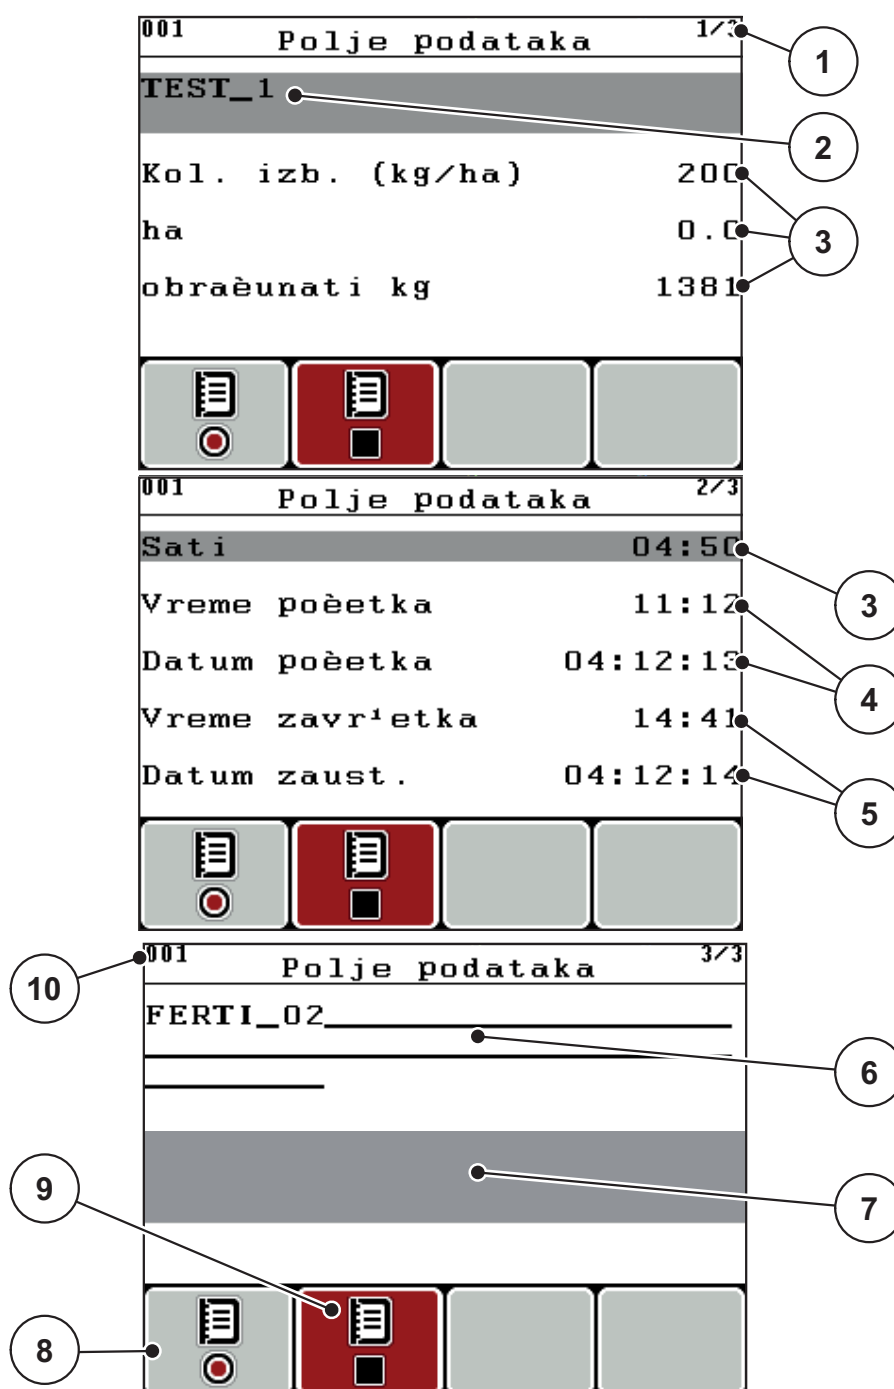 001 Polje podataka 1/3
1
TEST_1
2
Kol. izb. (kg/ha) 200
ha 0.0
3
obraèunati kg 1381
001 Polje podataka 2/3
Sati 04:50
3
Vreme poèetka 11:12
Datum poèetka 04:12:13
4
Vreme zavr¹etka 14:41
Datum zaust. 04:12:14
5
001 Polje podataka 3/3
10
FERTI_02
6
9
7
8